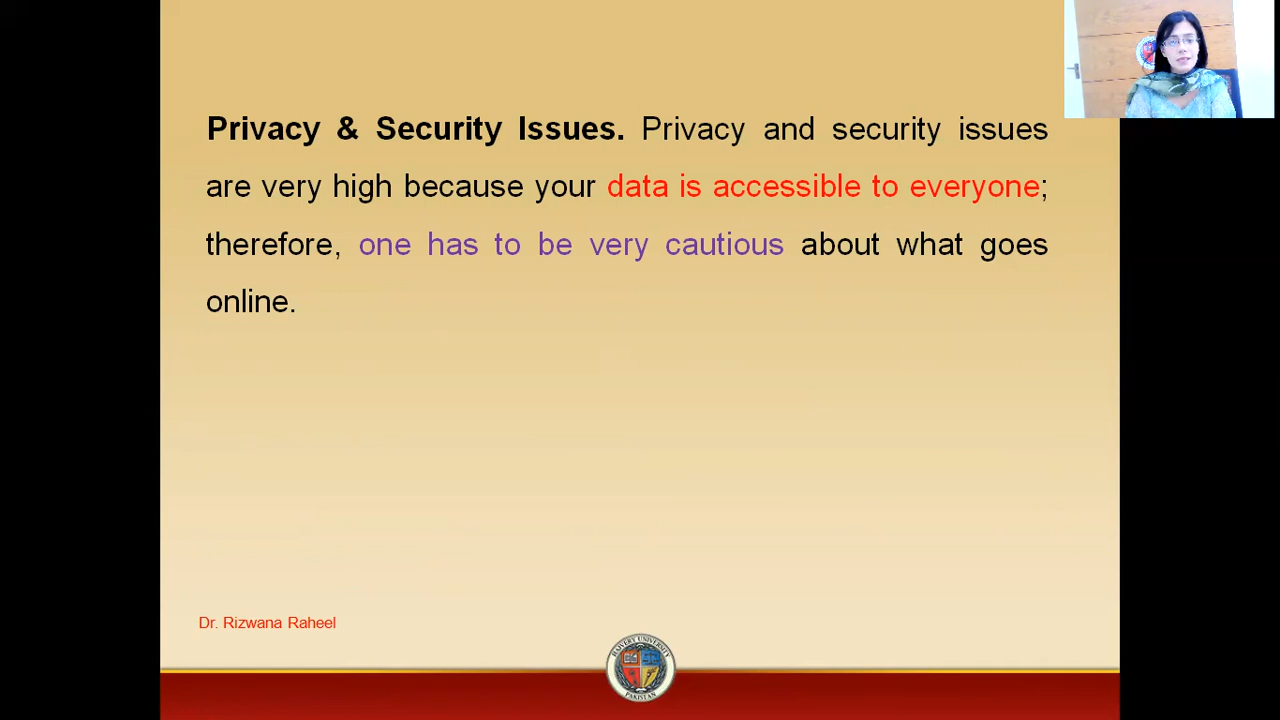 Privacy & Security Issues. Privacy and security issues
are very high because your data is accessible to everyone;
therefore, one has to be very cautious about what goes
online.
Dr. Rizwana Raheel
PAKISTAN